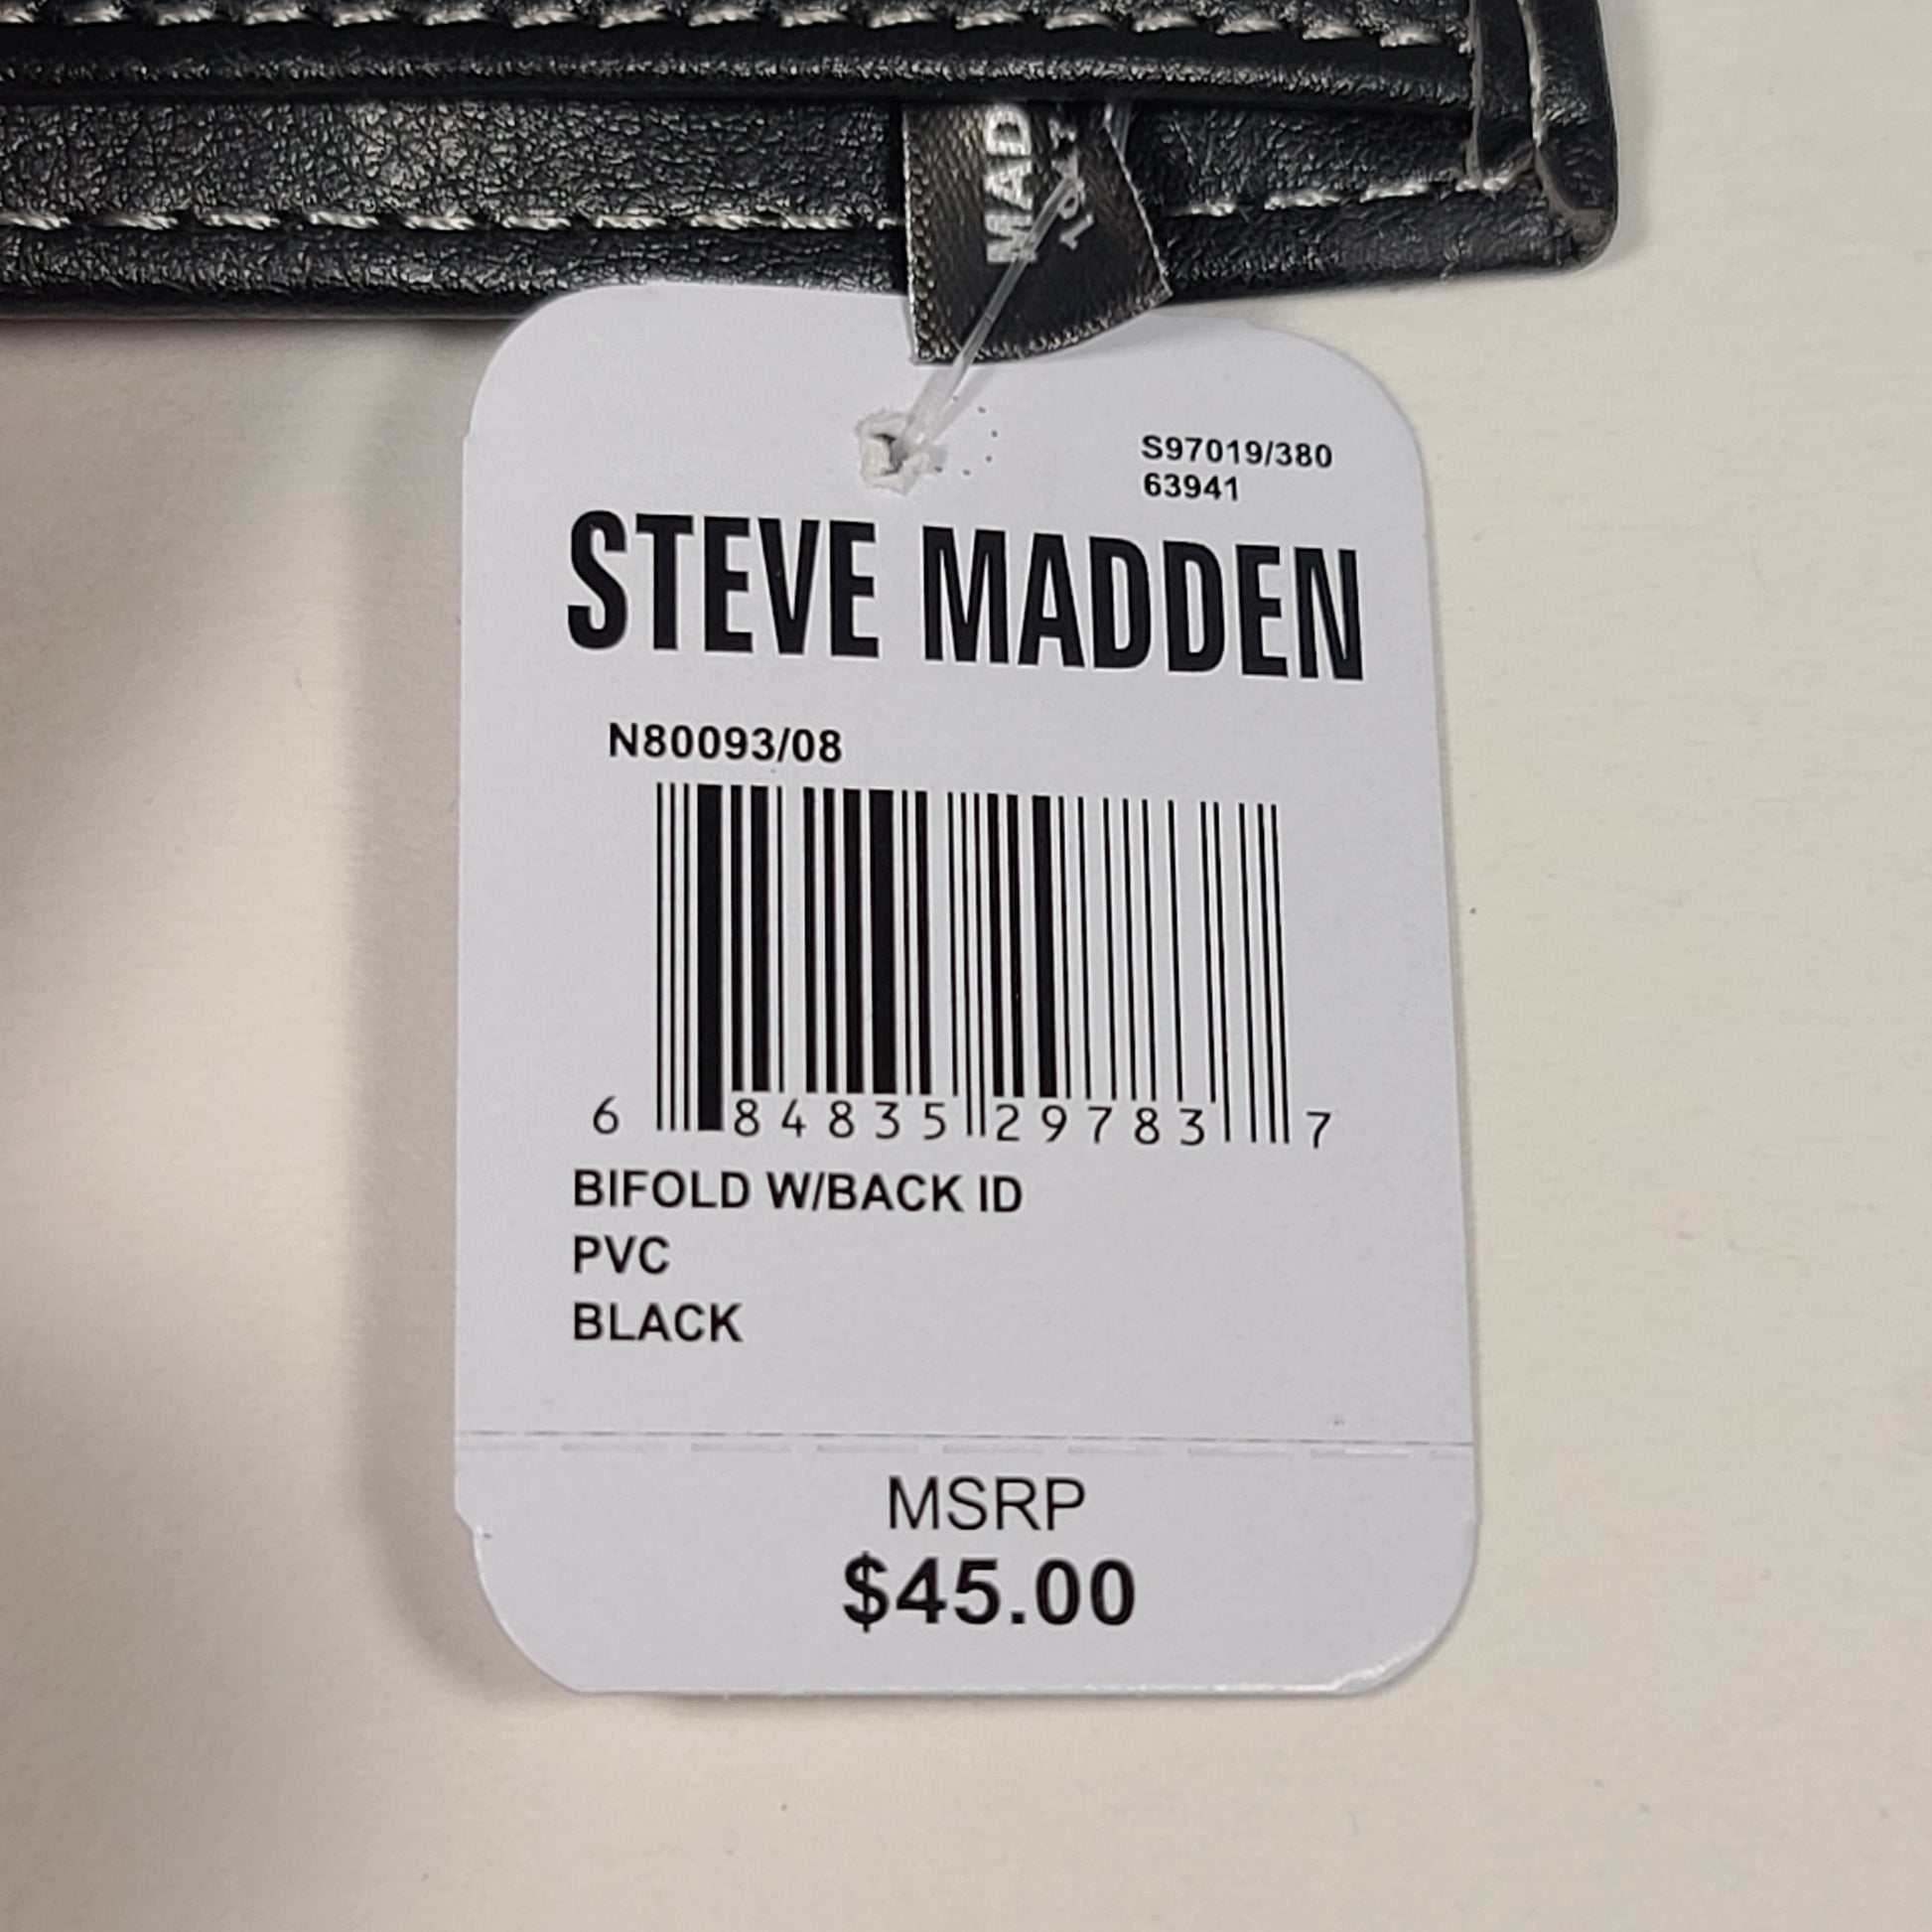 MAD
S97019/380
63941
STEVE MADDEN
N80093/08
6 84835 29783 7
BIFOLD W/BACK ID
PVC
BLACK
MSRP
$45.00